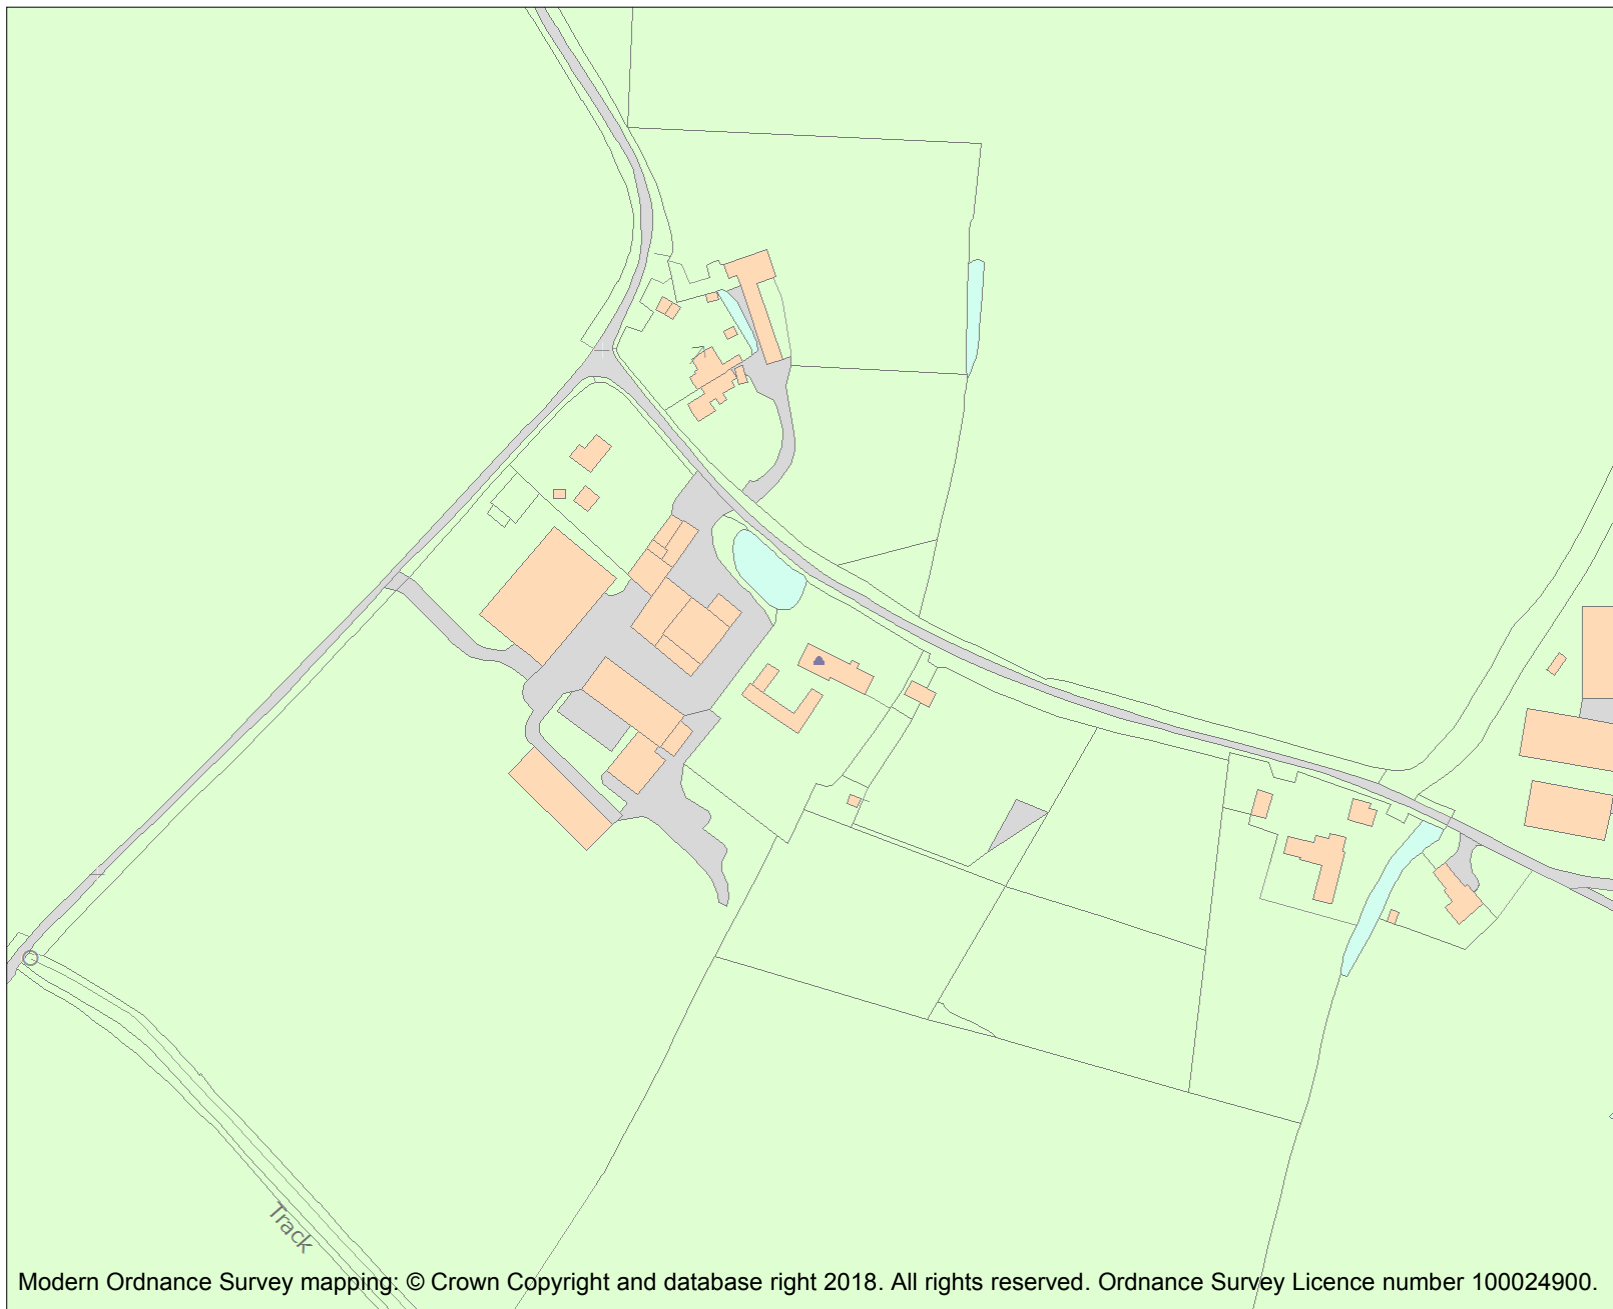 Track
Modern Ordnance Survey mapping: © Crown Copyright and database right 2018. All rights reserved. Ordnance Survey Licence number 100024900.